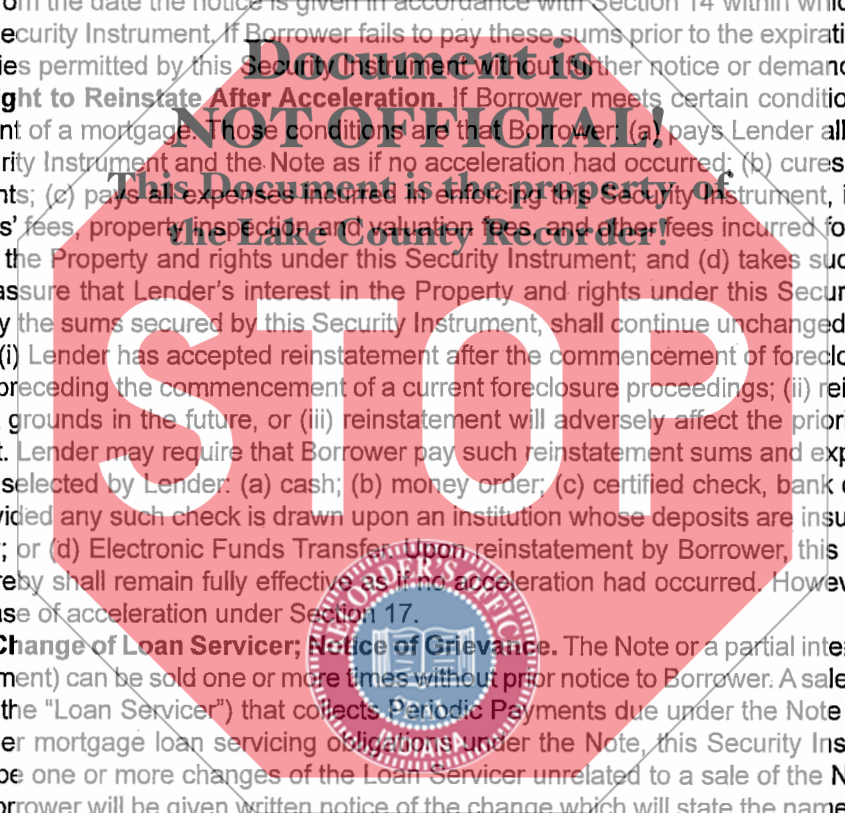 om the date the notice is given in accordance with Section 14 within whic
ecurity Instrument. If Borrower fails to pay these sums prior to the expirati
ies permitted by this Security Instrument without further notice or demand
ght to Reinstate After Acceleration. If Borrower meets certain conditio
nt of a mortgage. Those conditions are that Borrower: (a) pays Lender all
rity Instrument and the Note as if no acceleration had occurred; (b) cures
nts; (c) pays all expenses incurred in enforcing this Security Instrument, i
s' fees, property inspection and valuation fees, and other fees incurred fo
the Property and rights under this Security Instrument; and (d) takes suc
assure that Lender's interest in the Property and rights under this Secur
y the sums secured by this Security Instrument, shall continue unchanged
(i) Lender has accepted reinstatement after the commencement of foreclo
preceding the commencement of a current foreclosure proceedings; (ii) rei
grounds in the future, or (iii) reinstatement will adversely affect the priori
t. Lender may require that Borrower pay such reinstatement sums and exp
selected by Lender: (a) cash; (b) money order; (c) certified check, bank c
vided any such check is drawn upon an institution whose deposits are insu
; or (d) Electronic Funds Transfer. Upon reinstatement by Borrower, this
reby shall remain fully effective as if no acceleration had occurred. Howev
ase of acceleration under Section 17.
Change of Loan Servicer; Notice of Grievance. The Note or a partial inte
ment) can be sold one or more times without prior notice to Borrower. A sale
the "Loan Servicer") that collects Periodic Payments due under the Note
er mortgage loan servicing obligations under the Note, this Security Ins
be one or more changes of the Loan Servicer unrelated to a sale of the N
orrower will be given written notice of the change which will state the name
Document is
NOT OFFICIAL!
This Document is the property of
the Lake County Recorder!
STOP
RECORDER'S OFFICE
INDIANA